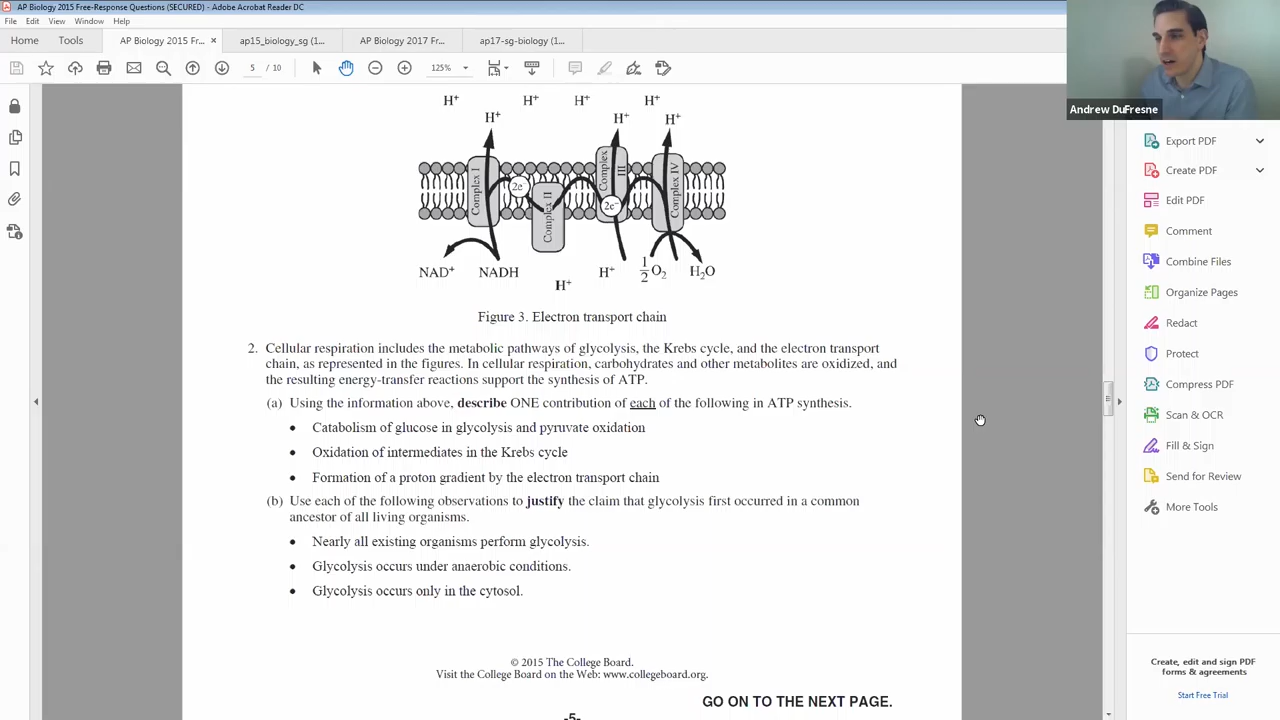 AP Biology 2015 Free-Response Questions (SECURED) - Adobe Acrobat Reader DC
File Edit View Window Help
Home Tools AP Biology 2015 Fr... × ap15_biology_sg (1... AP Biology 2017 Fr... ap17-sg-biology (1...
5 / 10 125%
Andrew DuFresne
H+ H+ H+ H+
H+ H+ H+
Complex I 2e- Complex II Complex III 2e- Complex IV
NAD+ NADH H+ 1/2 O2 H2O
H+
Figure 3. Electron transport chain
2. Cellular respiration includes the metabolic pathways of glycolysis, the Krebs cycle, and the electron transport
chain, as represented in the figures. In cellular respiration, carbohydrates and other metabolites are oxidized, and
the resulting energy-transfer reactions support the synthesis of ATP.
(a) Using the information above, describe ONE contribution of each of the following in ATP synthesis.
• Catabolism of glucose in glycolysis and pyruvate oxidation
• Oxidation of intermediates in the Krebs cycle
• Formation of a proton gradient by the electron transport chain
(b) Use each of the following observations to justify the claim that glycolysis first occurred in a common
ancestor of all living organisms.
• Nearly all existing organisms perform glycolysis.
• Glycolysis occurs under anaerobic conditions.
• Glycolysis occurs only in the cytosol.
© 2015 The College Board.
Visit the College Board on the Web: www.collegeboard.org.
GO ON TO THE NEXT PAGE.
-5-
Export PDF
Create PDF
Edit PDF
Comment
Combine Files
Organize Pages
Redact
Protect
Compress PDF
Scan & OCR
Fill & Sign
Send for Review
More Tools
Create, edit and sign PDF
forms & agreements
Start Free Trial